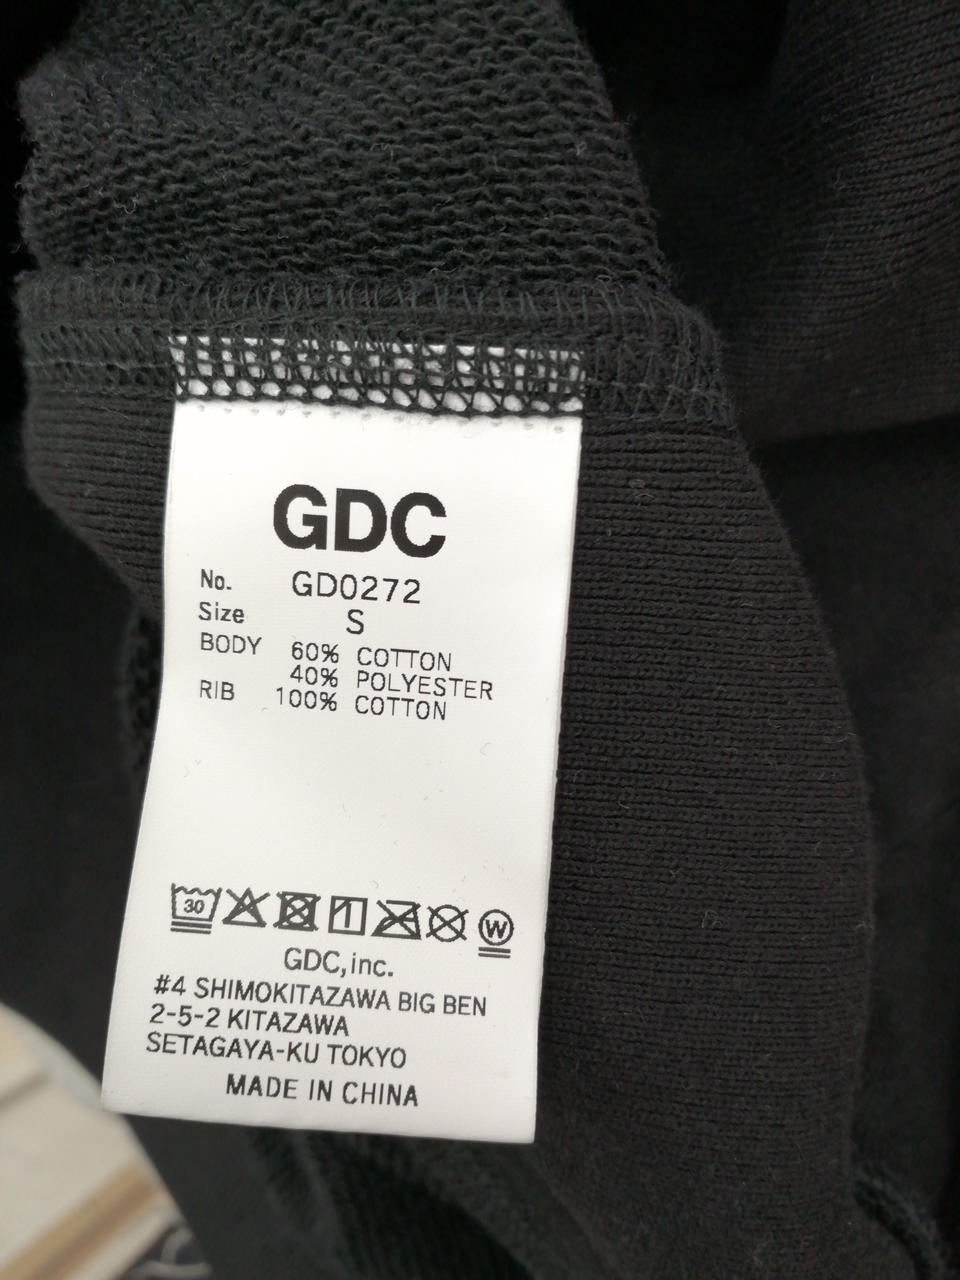 GDC
No. GD0272
Size S
BODY 60% COTTON
40% POLYESTER
RIB 100% COTTON
30 W
GDC,inc.
#4 SHIMOKITAZAWA BIG BEN
2-5-2 KITAZAWA
SETAGAYA-KU TOKYO
MADE IN CHINA